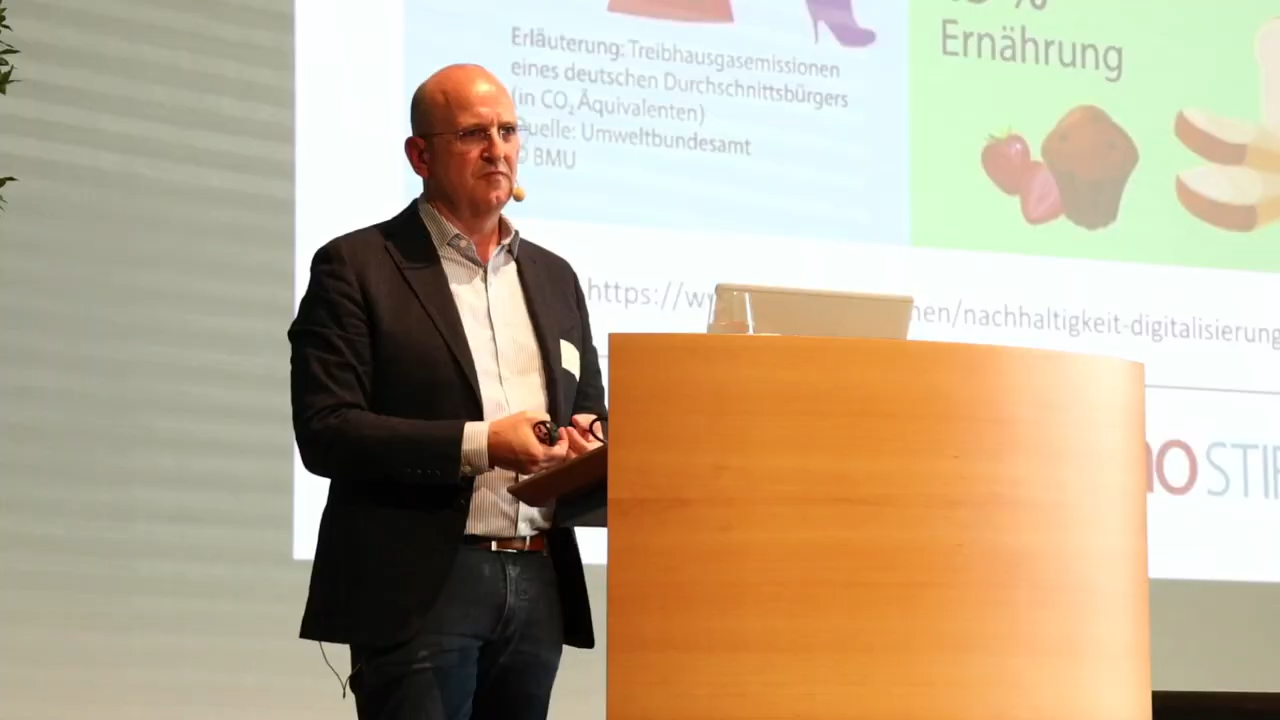 %
Ernährung
Erläuterung: Treibhausgasemissionen
eines deutschen Durchschnittsbürgers
(in CO₂ Äquivalenten)
Quelle: Umweltbundesamt
© BMU
https://w
nen/nachhaltigkeit-digitalisierung
STIF